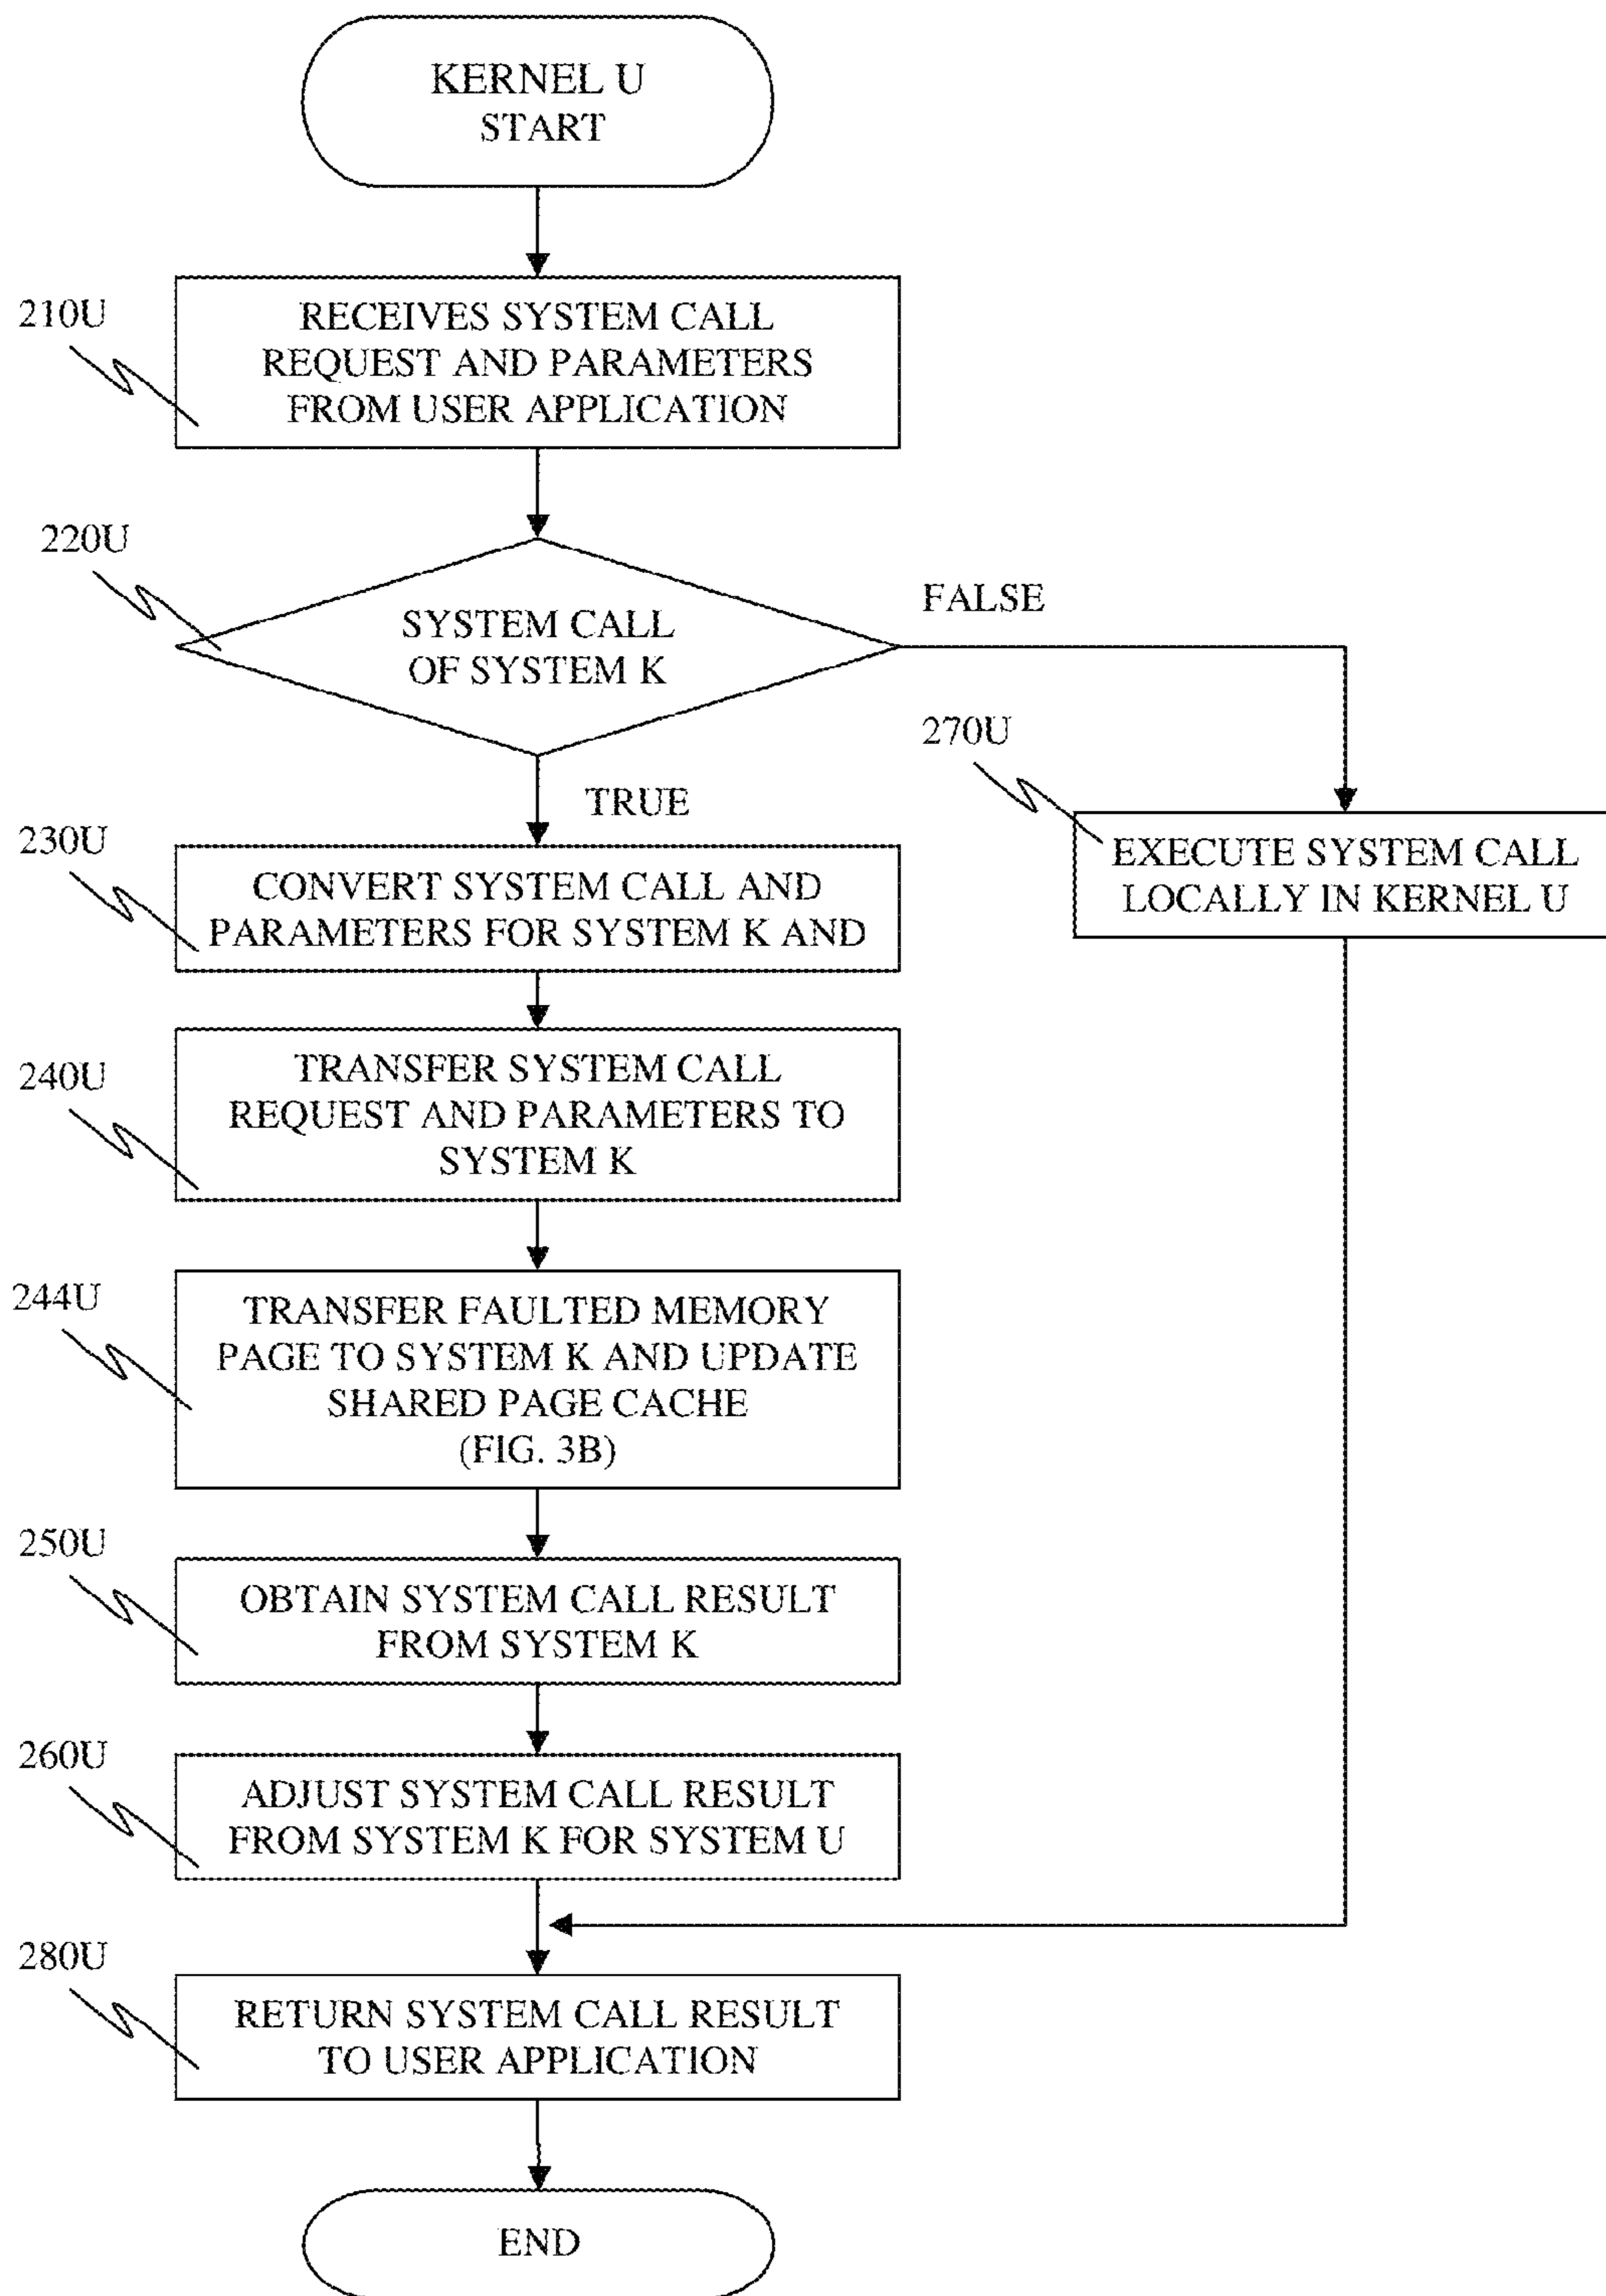 KERNEL U
START
210U
RECEIVES SYSTEM CALL
REQUEST AND PARAMETERS
FROM USER APPLICATION
220U
SYSTEM CALL
OF SYSTEM K
FALSE
TRUE
270U
EXECUTE SYSTEM CALL
LOCALLY IN KERNEL U
230U
CONVERT SYSTEM CALL AND
PARAMETERS FOR SYSTEM K AND
240U
TRANSFER SYSTEM CALL
REQUEST AND PARAMETERS TO
SYSTEM K
244U
TRANSFER FAULTED MEMORY
PAGE TO SYSTEM K AND UPDATE
SHARED PAGE CACHE
(FIG. 3B)
250U
OBTAIN SYSTEM CALL RESULT
FROM SYSTEM K
260U
ADJUST SYSTEM CALL RESULT
FROM SYSTEM K FOR SYSTEM U
280U
RETURN SYSTEM CALL RESULT
TO USER APPLICATION
END